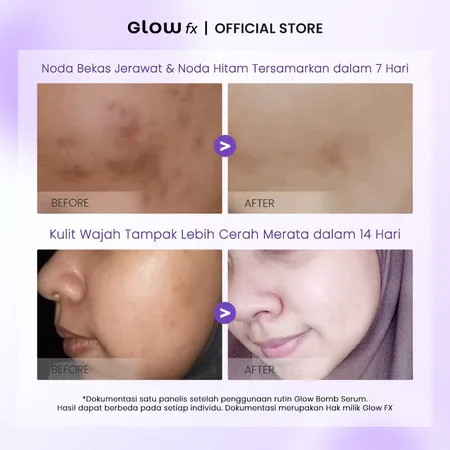 GLOW fx | OFFICIAL STORE
Noda Bekas Jerawat & Noda Hitam Tersamarkan dalam 7 Hari
BEFORE
>
AFTER
Kulit Wajah Tampak Lebih Cerah Merata dalam 14 Hari
BEFORE
>
AFTER
*Dokumentasi satu panelis setelah penggunaan rutin Glow Bomb Serum.
Hasil dapat berbeda pada setiap individu. Dokumentasi merupakan Hak milik Glow FX